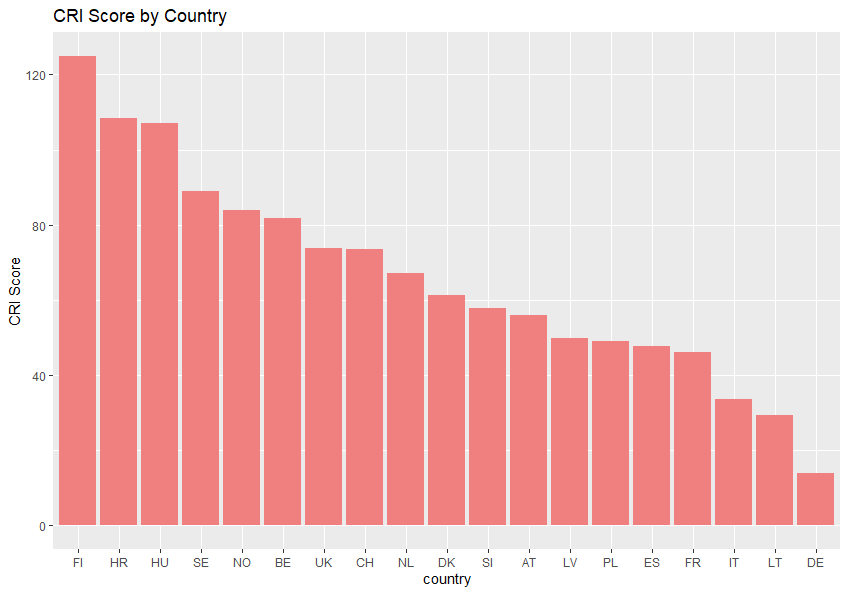 CRI Score by Country
CRI Score
120
80
40
0
FI HR HU SE NO BE UK CH NL DK SI AT LV PL ES FR IT LT DE
country